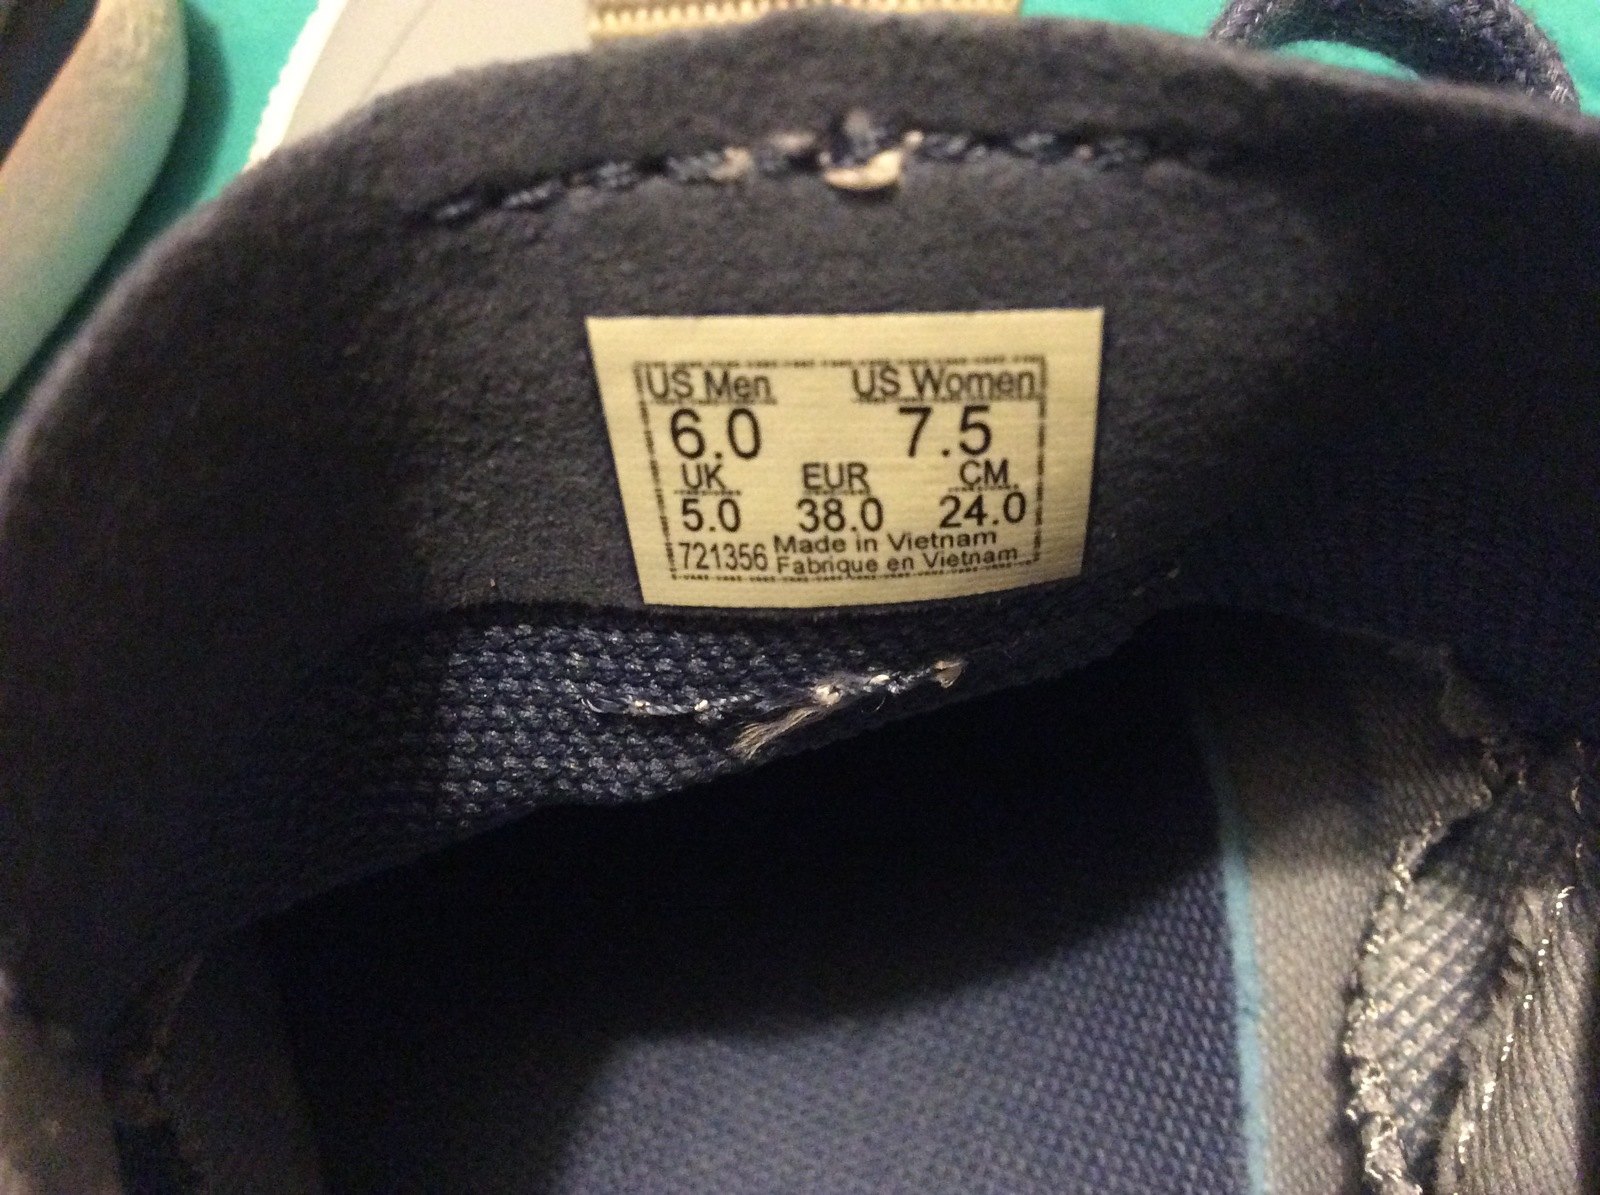 US Men US Women
6.0 7.5
UK EUR CM
5.0 38.0 24.0
721356 Made in Vietnam
Fabrique en Vietnam